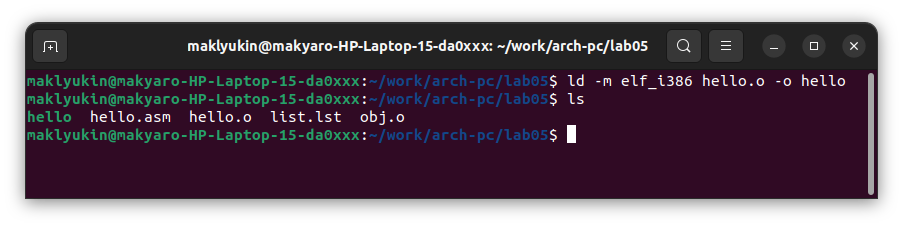 maklyukin@makyaro-HP-Laptop-15-da0xxx: ~/work/arch-pc/lab05
maklyukin@makyaro-HP-Laptop-15-da0xxx:~/work/arch-pc/lab05$ ld -m elf_i386 hello.o -o hello
maklyukin@makyaro-HP-Laptop-15-da0xxx:~/work/arch-pc/lab05$ ls
hello  hello.asm  hello.o  list.lst  obj.o
maklyukin@makyaro-HP-Laptop-15-da0xxx:~/work/arch-pc/lab05$